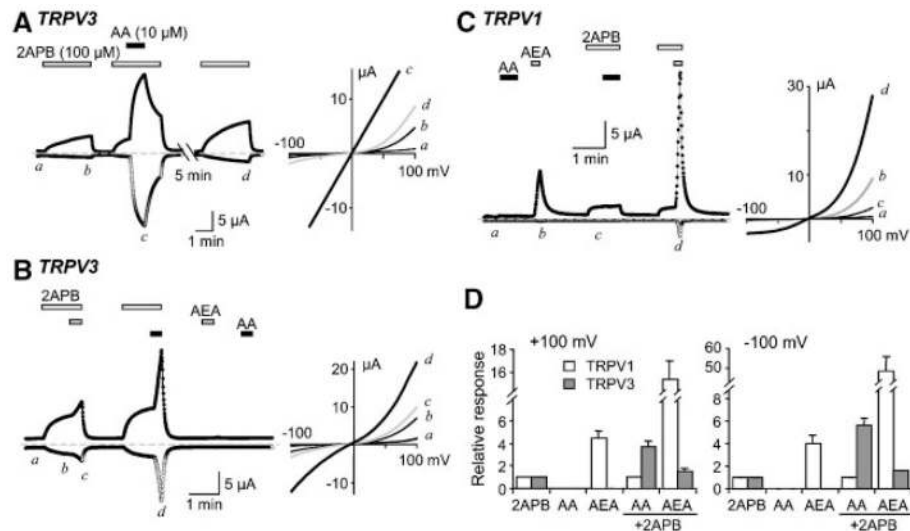 A TRPV3
AA (10 μM)
2APB (100 μM)
a
b
c
d
5 min
5 μA
1 min
μA
10
-10
-100
100 mV
c
d
b
a
B TRPV3
2APB
AEA
AA
a
b
c
d
5 μA
1 min
μA
20
10
-10
-100
100 mV
d
c
b
a
C TRPV1
2APB
AEA
AA
5 μA
1 min
a
b
c
d
μA
30
10
-100
100 mV
d
b
c
a
D
Relative response
+100 mV
18
16
6
4
2
0
TRPV1
TRPV3
2APB AA AEA AA AEA
+2APB
-100 mV
60
50
6
4
2
0
2APB AA AEA AA AEA
+2APB